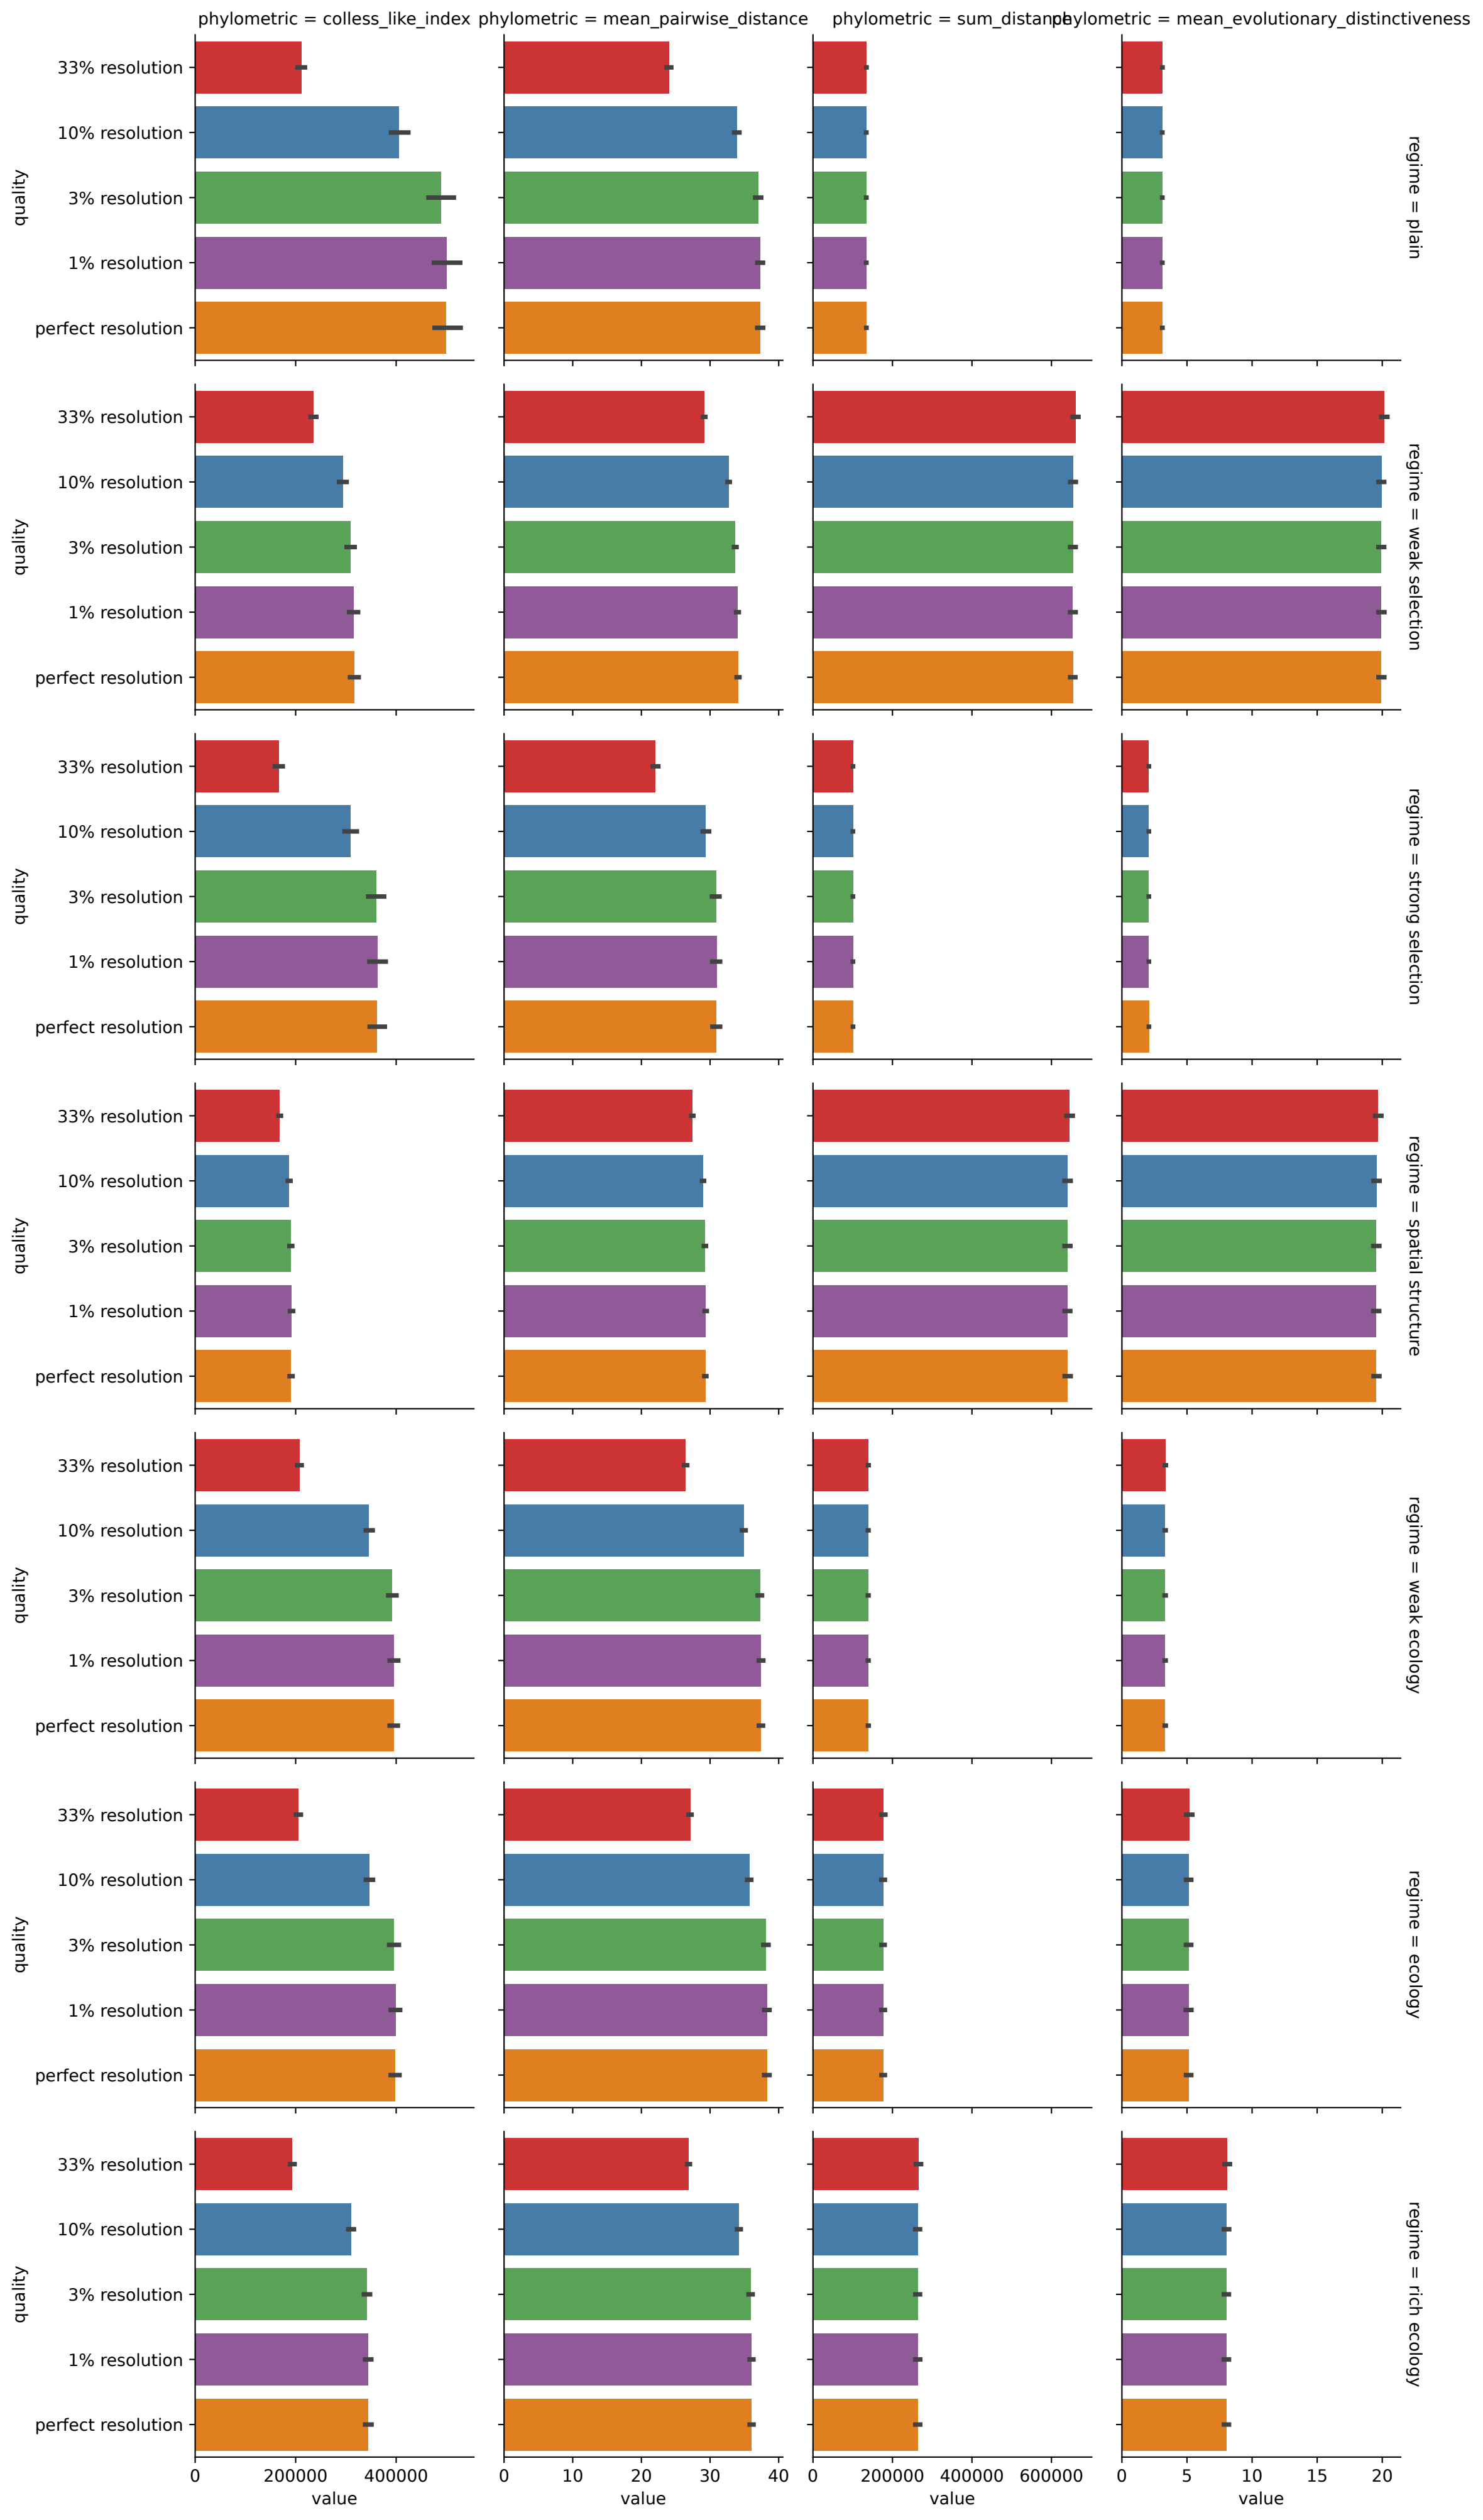 phylometric = colless_like_index
phylometric = mean_pairwise_distance
phylometric = sum_distance
phylometric = mean_evolutionary_distinctiveness
33% resolution
10% resolution
3% resolution
1% resolution
perfect resolution
quality
regime = plain
33% resolution
10% resolution
3% resolution
1% resolution
perfect resolution
quality
regime = weak selection
33% resolution
10% resolution
3% resolution
1% resolution
perfect resolution
quality
regime = strong selection
33% resolution
10% resolution
3% resolution
1% resolution
perfect resolution
quality
regime = spatial structure
33% resolution
10% resolution
3% resolution
1% resolution
perfect resolution
quality
regime = weak ecology
33% resolution
10% resolution
3% resolution
1% resolution
perfect resolution
quality
regime = ecology
33% resolution
10% resolution
3% resolution
1% resolution
perfect resolution
quality
regime = rich ecology
0 200000 400000
value
0 10 20 30 40
value
0 200000 400000 600000
value
0 5 10 15 20
value